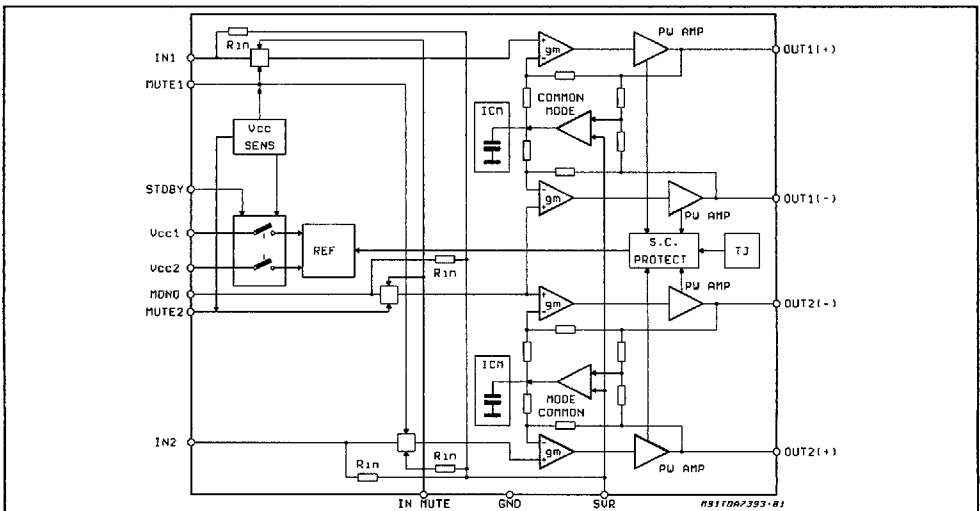 PW AMP
OUT1(+)
Rin
IN1
gm
MUTE1
ICM
COMMON
MODE
Vcc
SENS
STDBY
gm
OUT1(-)
PW AMP
Vcc1
REF
S.C.
PROTECT
TJ
Vcc2
Rin
PW AMP
MONO
gm
OUT2(-)
MUTE2
ICM
MODE
COMMON
IN2
Rin
Rin
gm
OUT2(+)
PW AMP
IN MUTE
GND
SVR
M91TDA7393-01